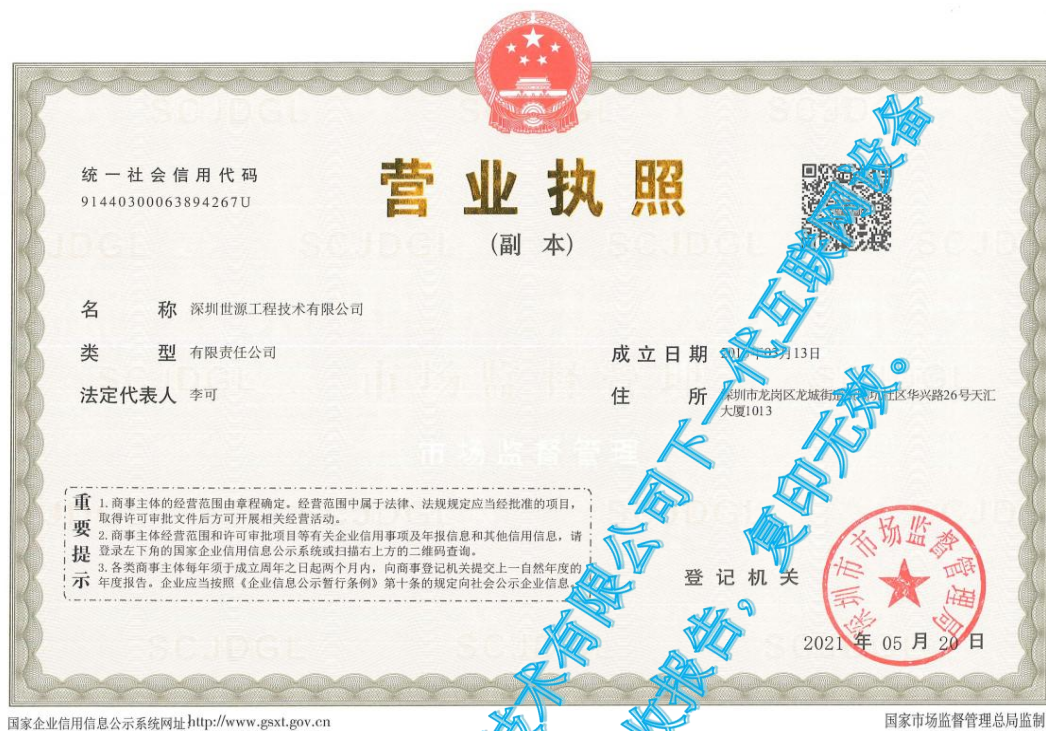 统一社会信用代码
91440300063894267U
营业执照
(副 本)
名 称 深圳世源工程技术有限公司
类 型 有限责任公司
法定代表人 李可
成立日期 月13日
住 所 深圳市龙岗区龙城街 社区华兴路26号天汇
大厦1013
市场监督管理
重要提示
1. 商事主体的经营范围由章程确定。经营范围中属于法律、法规规定应当经批准的项目，
取得许可审批文件后方可开展相关经营活动。
2. 商事主体经营范围和许可审批项目等有关企业信用事项及年报信息和其他信用信息，请
登录左下角的国家企业信用信息公示系统或扫描右上方的二维码查询。
3. 各类商事主体每年须于成立周年之日起两个月内，向商事登记机关提交上一自然年度的
年度报告。企业应当按照《企业信息公示暂行条例》第十条的规定向社会公示企业信息。
登记机关
深圳市市场监督管理局
2021 年 05 月 20 日
技术有限公司下一代互联网设备
收报告，复印无效。
国家企业信用信息公示系统网址http://www.gsxt.gov.cn
国家市场监督管理总局监制